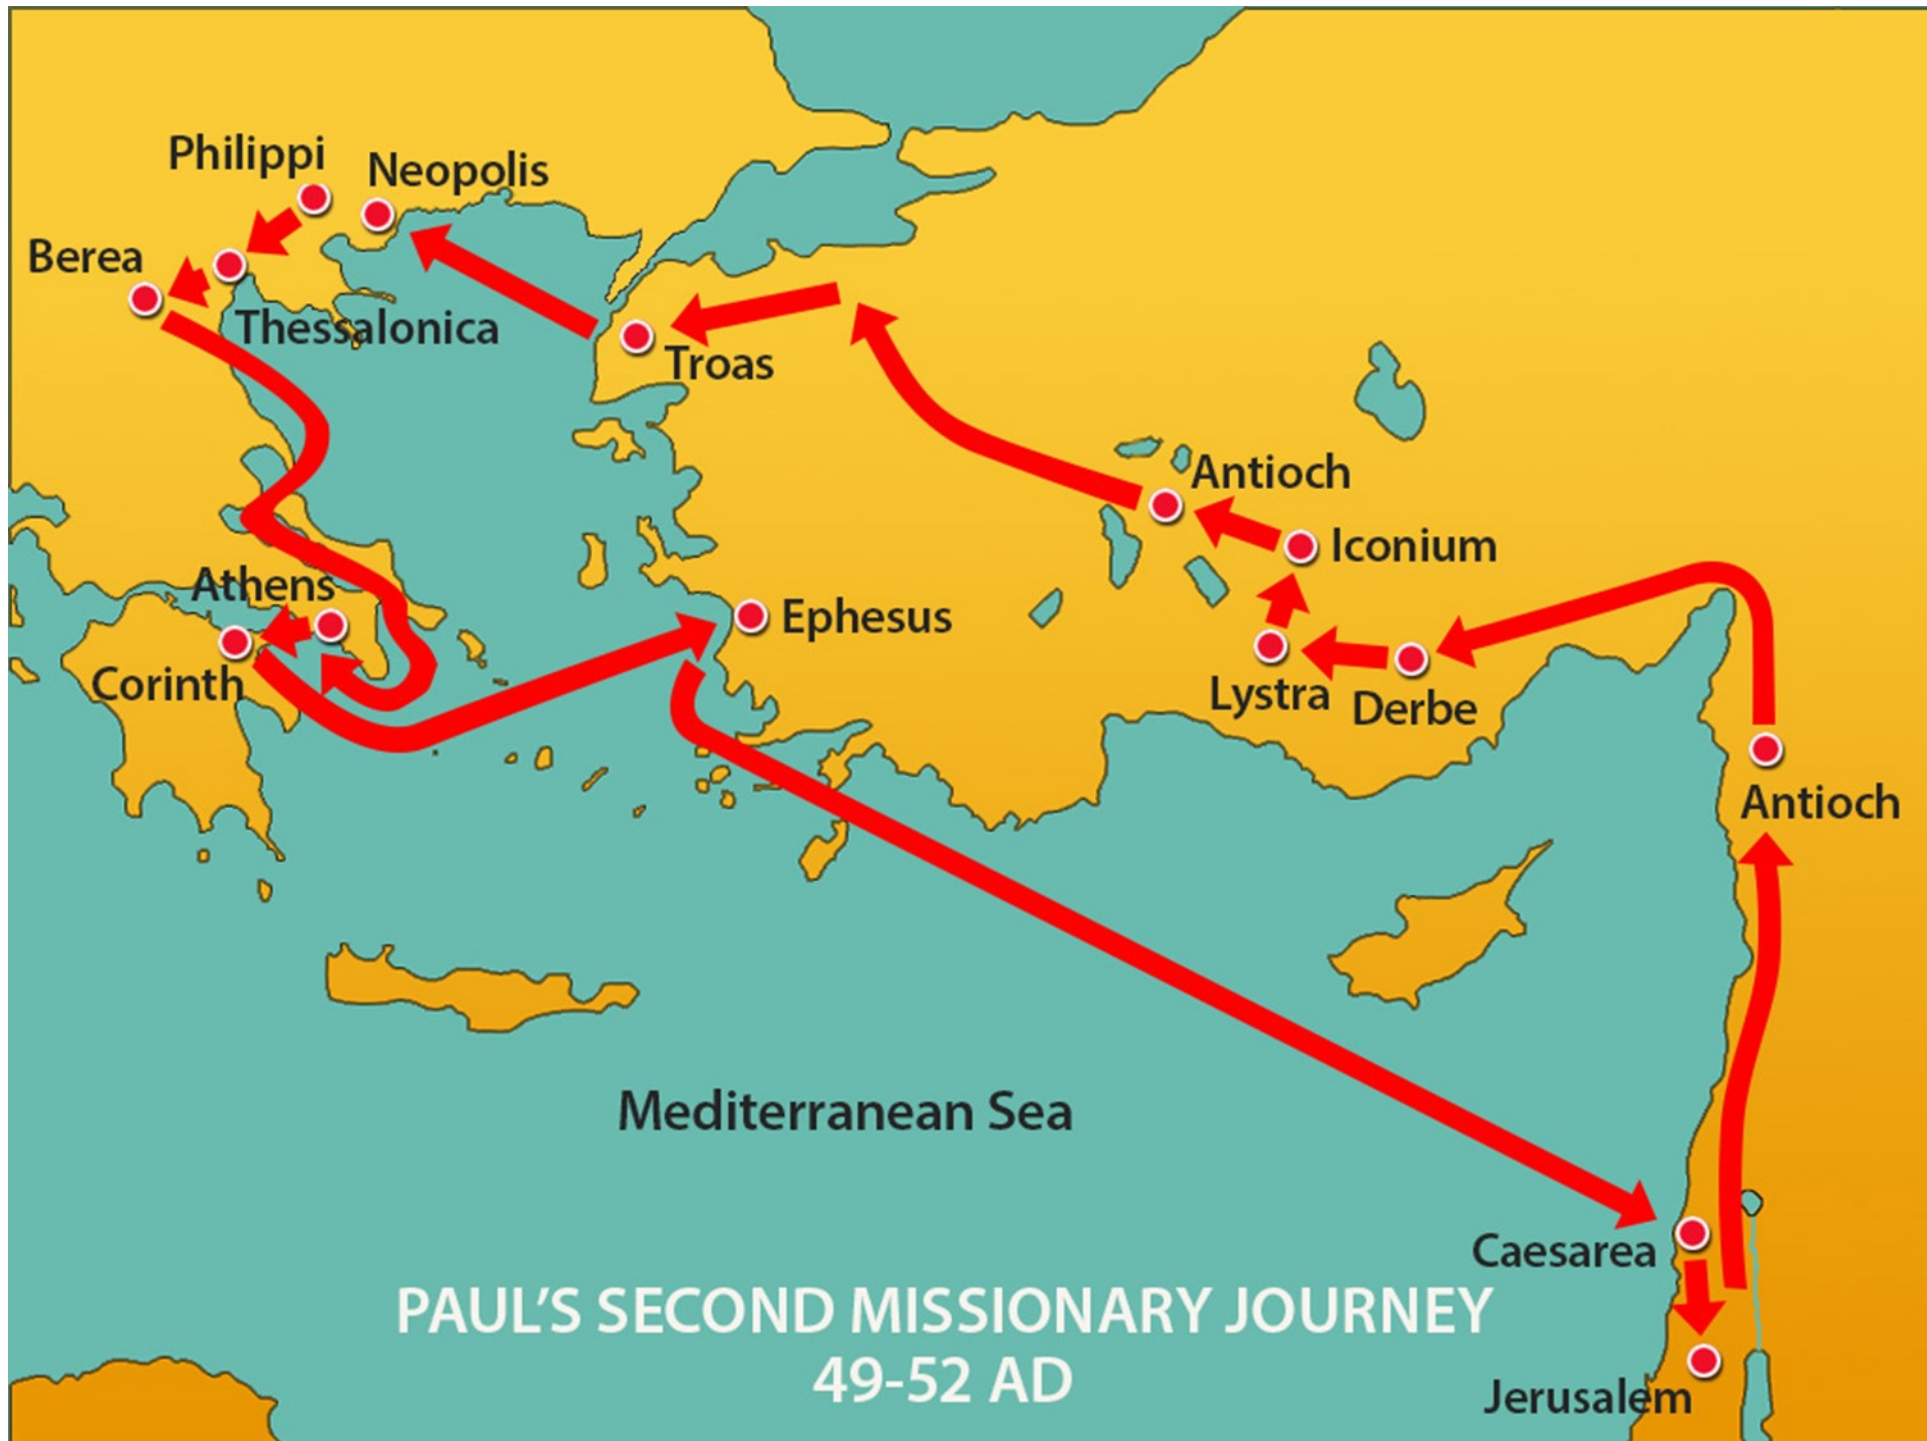 Philippi
Neopolis
Berea
Thessalonica
Troas
Antioch
Iconium
Athens
Ephesus
Corinth
Lystra
Derbe
Antioch
Mediterranean Sea
Caesarea
PAUL'S SECOND MISSIONARY JOURNEY
49-52 AD
Jerusalem